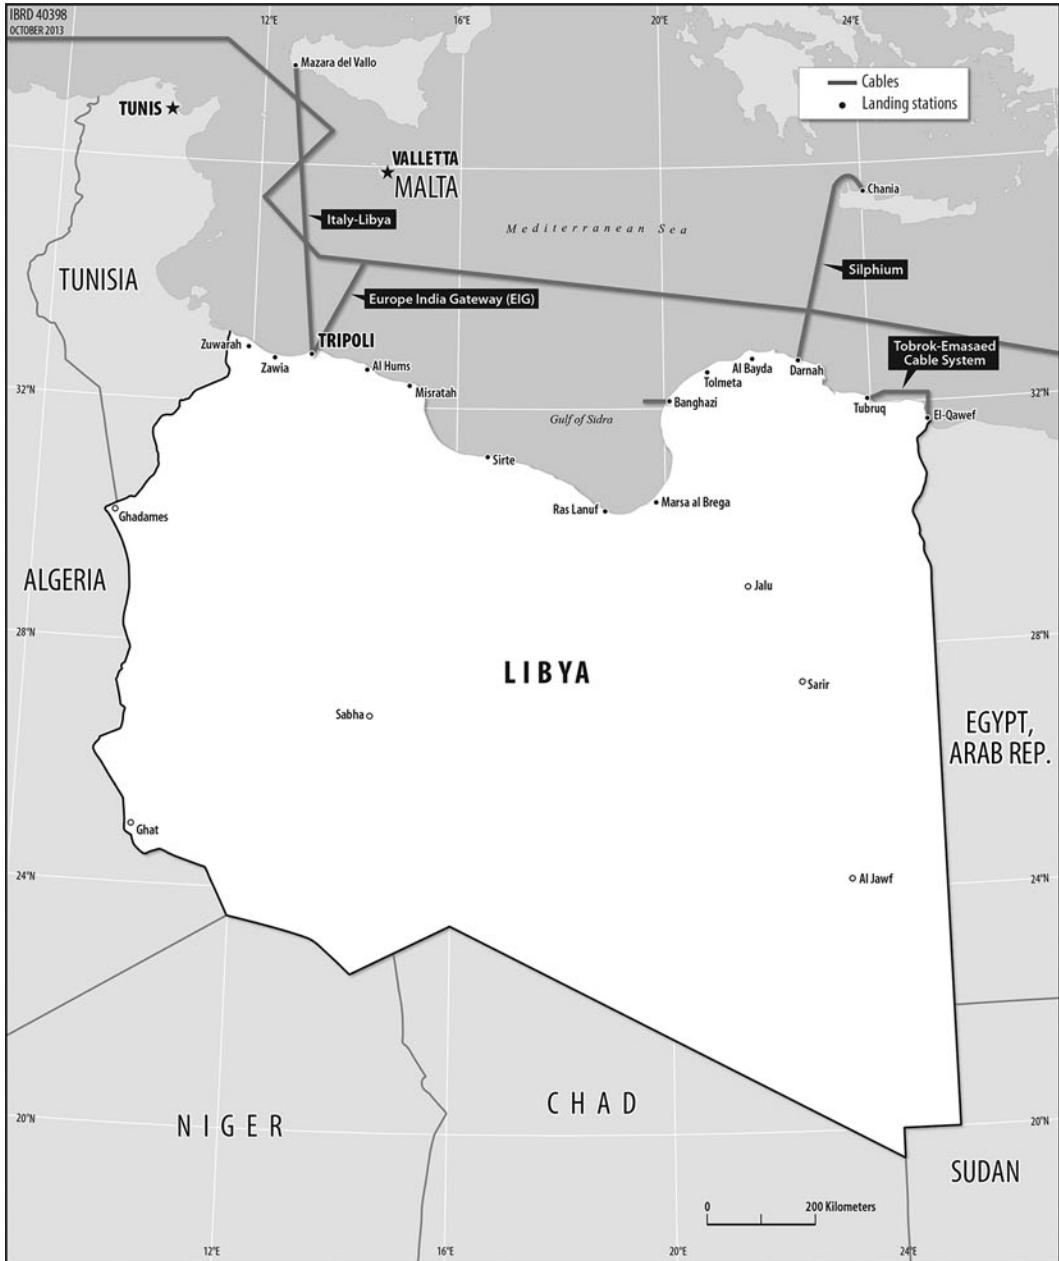 IBRD 40398
OCTOBER 2013
12°E
16°E
20°E
24°E
Mazara del Vallo
Cables
Landing stations
TUNIS
VALLETTA
MALTA
Chania
Italy-Libya
Mediterranean Sea
TUNISIA
Silphium
Europe India Gateway (EIG)
Zuwarah
TRIPOLI
Tobrok-Emasaed
Cable System
Zawia
Al Hums
Al Bayda
Darnah
Tolmeta
32°N
Misratah
32°N
Banghazi
Tubruq
El-Qawef
Gulf of Sidra
Sirte
Ras Lanuf
Marsa al Brega
Ghadames
ALGERIA
Jalu
28°N
28°N
LIBYA
Sarir
Sabha
EGYPT,
ARAB REP.
Ghat
24°N
Al Jawf
24°N
20°N
CHAD
20°N
NIGER
SUDAN
0
200 Kilometers
12°E
16°E
20°E
24°E